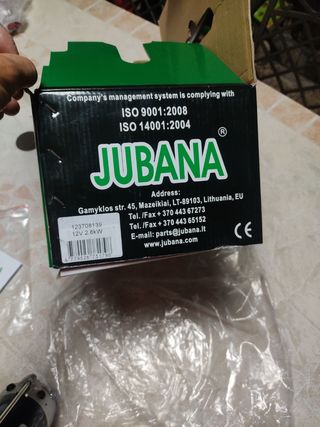 Company's management system is complying with
ISO 9001:2008
ISO 14001:2004
JUBANA®
Address:
Gamyklos str. 45, Mazeikiai, LT-89103, Lithuania, EU
Tel./Fax + 370 443 67273
Tel./Fax + 370 443 65152
E-mail: parts@jubana.lt
www.jubana.com
CE
123708139
12V 2.8kW